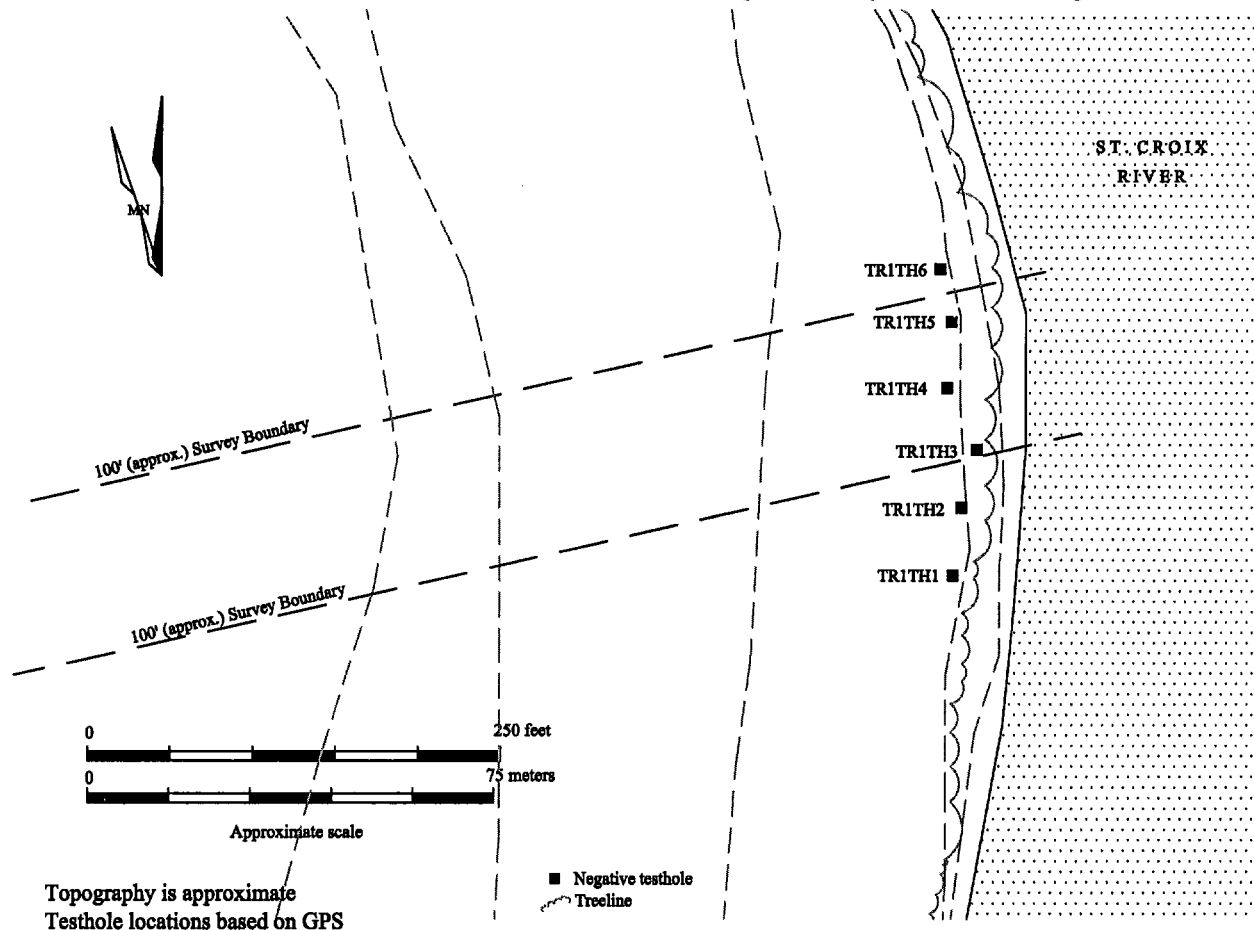 ST. CROIX
RIVER
MN
TR1TH6
TR1TH5
TR1TH4
TR1TH3
TR1TH2
TR1TH1
100' (approx.) Survey Boundary
100' (approx.) Survey Boundary
0 250 feet
0 75 meters
Approximate scale
Negative testhole
Treeline
Topography is approximate
Testhole locations based on GPS